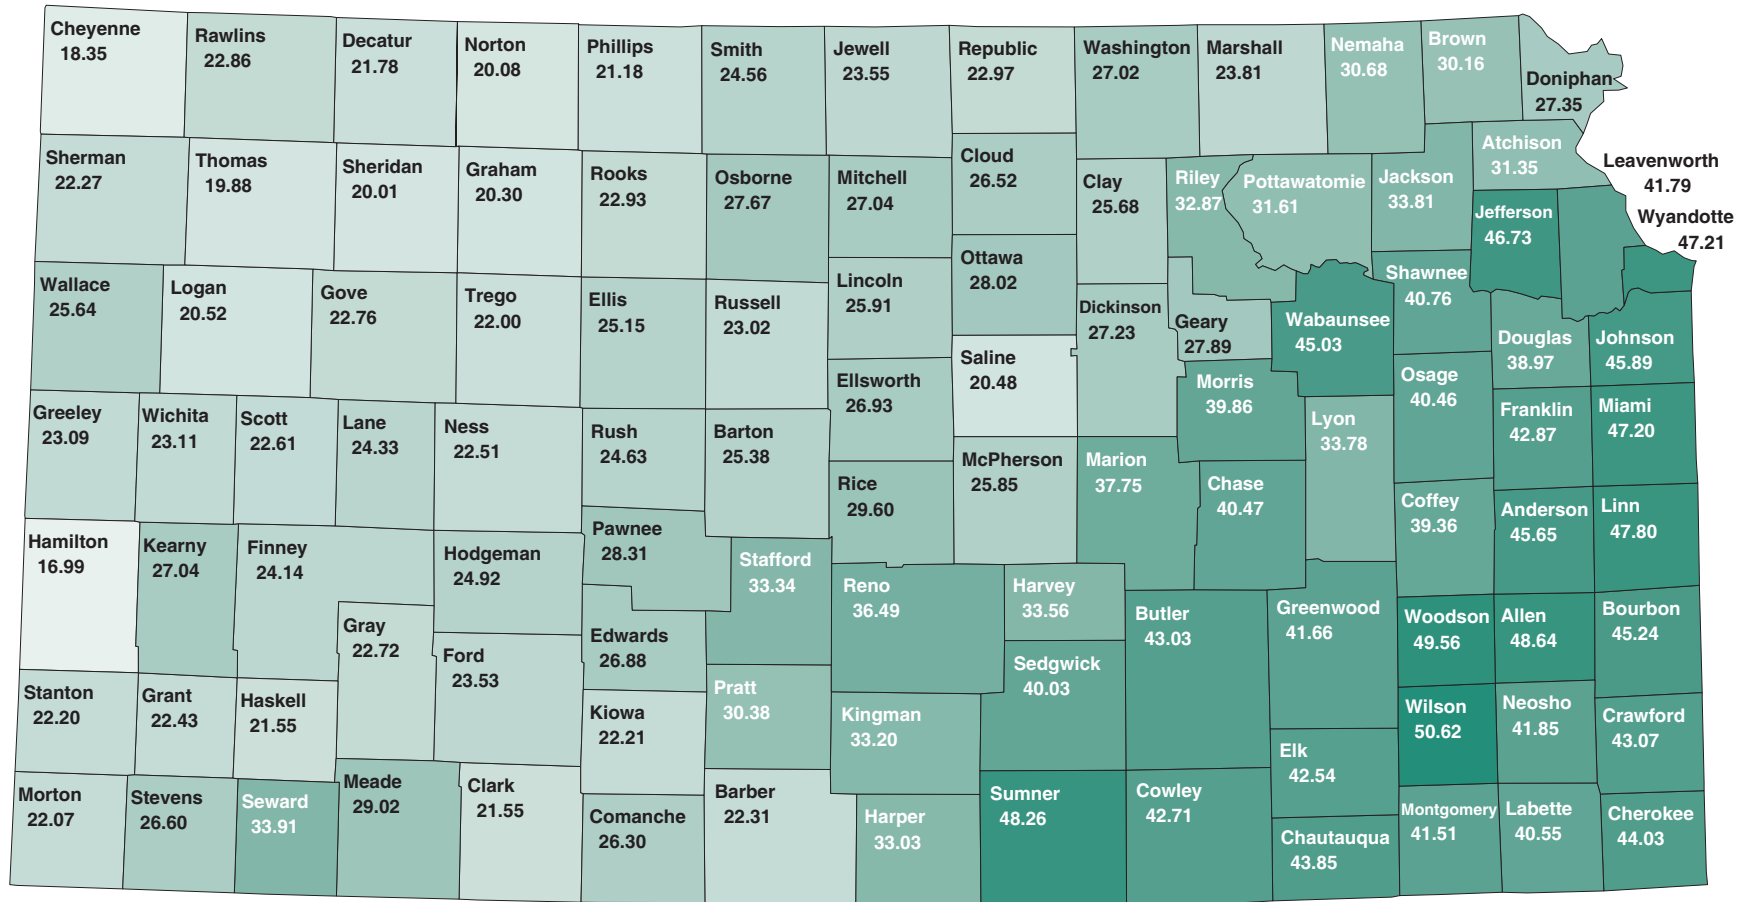 Cheyenne
18.35
Rawlins
22.86
Decatur
21.78
Norton
20.08
Phillips
21.18
Smith
24.56
Jewell
23.55
Republic
22.97
Washington
27.02
Marshall
23.81
Nemaha
30.68
Brown
30.16
Doniphan
27.35
Sherman
22.27
Thomas
19.88
Sheridan
20.01
Graham
20.30
Rooks
22.93
Osborne
27.67
Mitchell
27.04
Cloud
26.52
Clay
25.68
Riley
32.87
Pottawatomie
31.61
Jackson
33.81
Atchison
31.35
Leavenworth
41.79
Jefferson
46.73
Wyandotte
47.21
Wallace
25.64
Logan
20.52
Gove
22.76
Trego
22.00
Ellis
25.15
Russell
23.02
Lincoln
25.91
Ottawa
28.02
Dickinson
27.23
Geary
27.89
Wabaunsee
45.03
Shawnee
40.76
Douglas
38.97
Johnson
45.89
Saline
20.48
Ellsworth
26.93
Morris
39.86
Osage
40.46
Greeley
23.09
Wichita
23.11
Scott
22.61
Lane
24.33
Ness
22.51
Rush
24.63
Barton
25.38
Lyon
33.78
Franklin
42.87
Miami
47.20
Rice
29.60
McPherson
25.85
Marion
37.75
Chase
40.47
Coffey
39.36
Anderson
45.65
Linn
47.80
Hamilton
16.99
Kearny
27.04
Finney
24.14
Hodgeman
24.92
Pawnee
28.31
Stafford
33.34
Reno
36.49
Harvey
33.56
Butler
43.03
Greenwood
41.66
Woodson
49.56
Allen
48.64
Bourbon
45.24
Gray
22.72
Ford
23.53
Edwards
26.88
Sedgwick
40.03
Stanton
22.20
Grant
22.43
Haskell
21.55
Kiowa
22.21
Pratt
30.38
Kingman
33.20
Wilson
50.62
Neosho
41.85
Crawford
43.07
Elk
42.54
Morton
22.07
Stevens
26.60
Seward
33.91
Meade
29.02
Clark
21.55
Comanche
26.30
Barber
22.31
Harper
33.03
Sumner
48.26
Cowley
42.71
Chautauqua
43.85
Montgomery
41.51
Labette
40.55
Cherokee
44.03